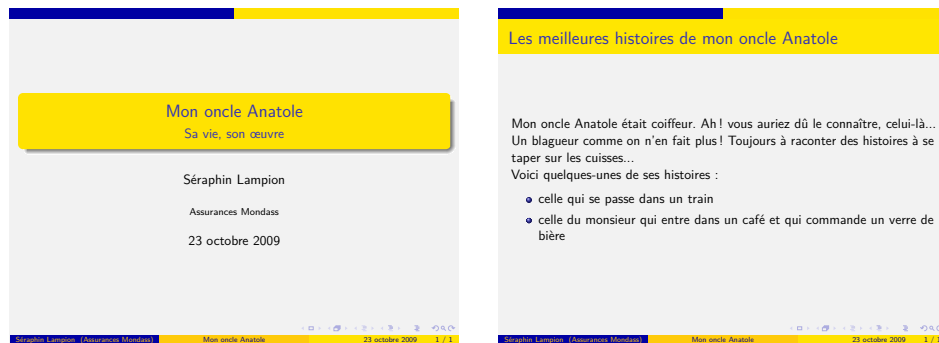 Mon oncle Anatole
Sa vie, son œuvre
Séraphin Lampion
Assurances Mondass
23 octobre 2009
Séraphin Lampion (Assurances Mondass) Mon oncle Anatole 23 octobre 2009 1 / 1
Les meilleures histoires de mon oncle Anatole
Mon oncle Anatole était coiffeur. Ah ! vous auriez dû le connaître, celui-là...
Un blagueur comme on n'en fait plus ! Toujours à raconter des histoires à se
taper sur les cuisses...
Voici quelques-unes de ses histoires :
celle qui se passe dans un train
celle du monsieur qui entre dans un café et qui commande un verre de
bière
Séraphin Lampion (Assurances Mondass) Mon oncle Anatole 23 octobre 2009 1 / 1